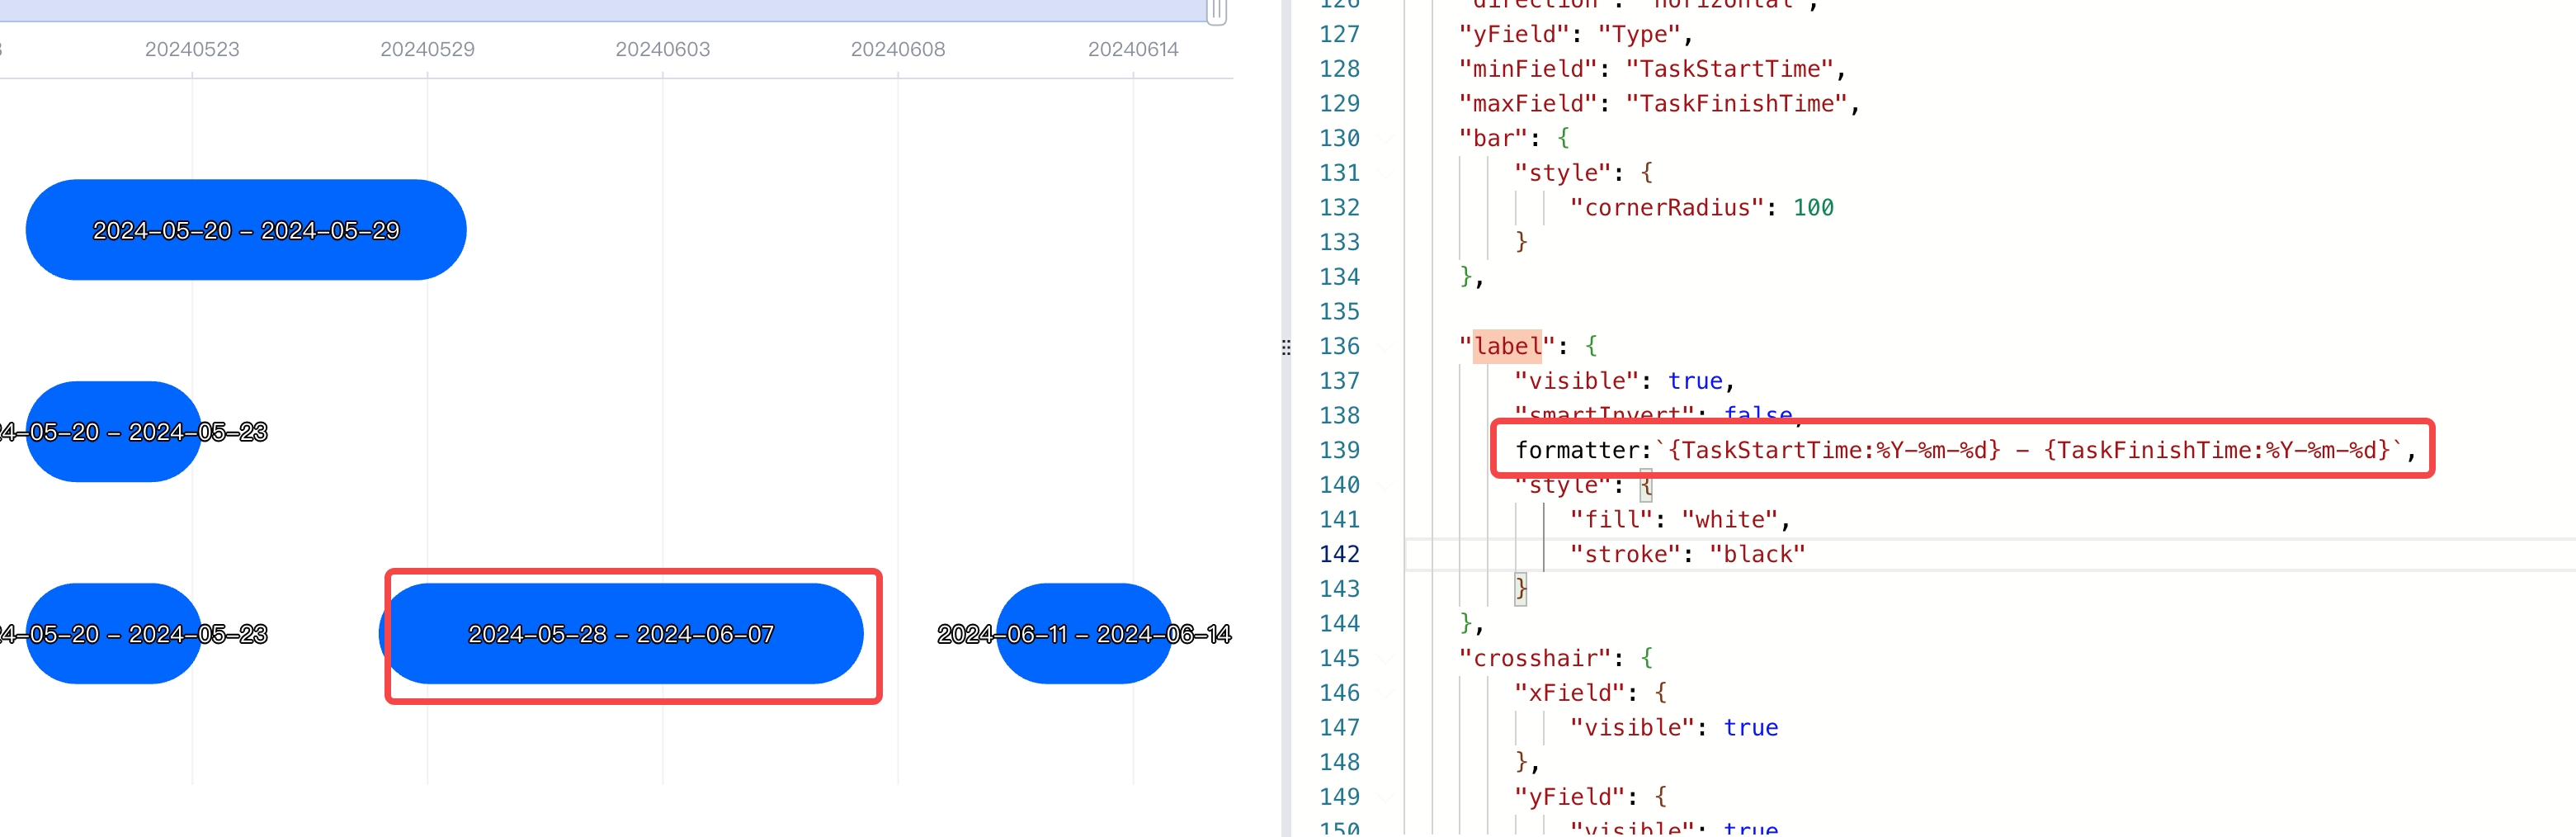 20240523 20240529 20240603 20240608 20240614
2024-05-20 - 2024-05-29
4-05-20 - 2024-05-23
4-05-20 - 2024-05-23
2024-05-28 - 2024-06-07
2024-06-11 - 2024-06-14
126 "direction": "horizontal",
127 "yField": "Type",
128 "minField": "TaskStartTime",
129 "maxField": "TaskFinishTime",
130 "bar": {
131 "style": {
132 "cornerRadius": 100
133 }
134 },
135
136 "label": {
137 "visible": true,
138 "smartInvert": false,
139 formatter:`{TaskStartTime:%Y-%m-%d} - {TaskFinishTime:%Y-%m-%d}`,
140 "style": {
141 "fill": "white",
142 "stroke": "black"
143 }
144 },
145 "crosshair": {
146 "xField": {
147 "visible": true
148 },
149 "yField": {
150 "visible": true